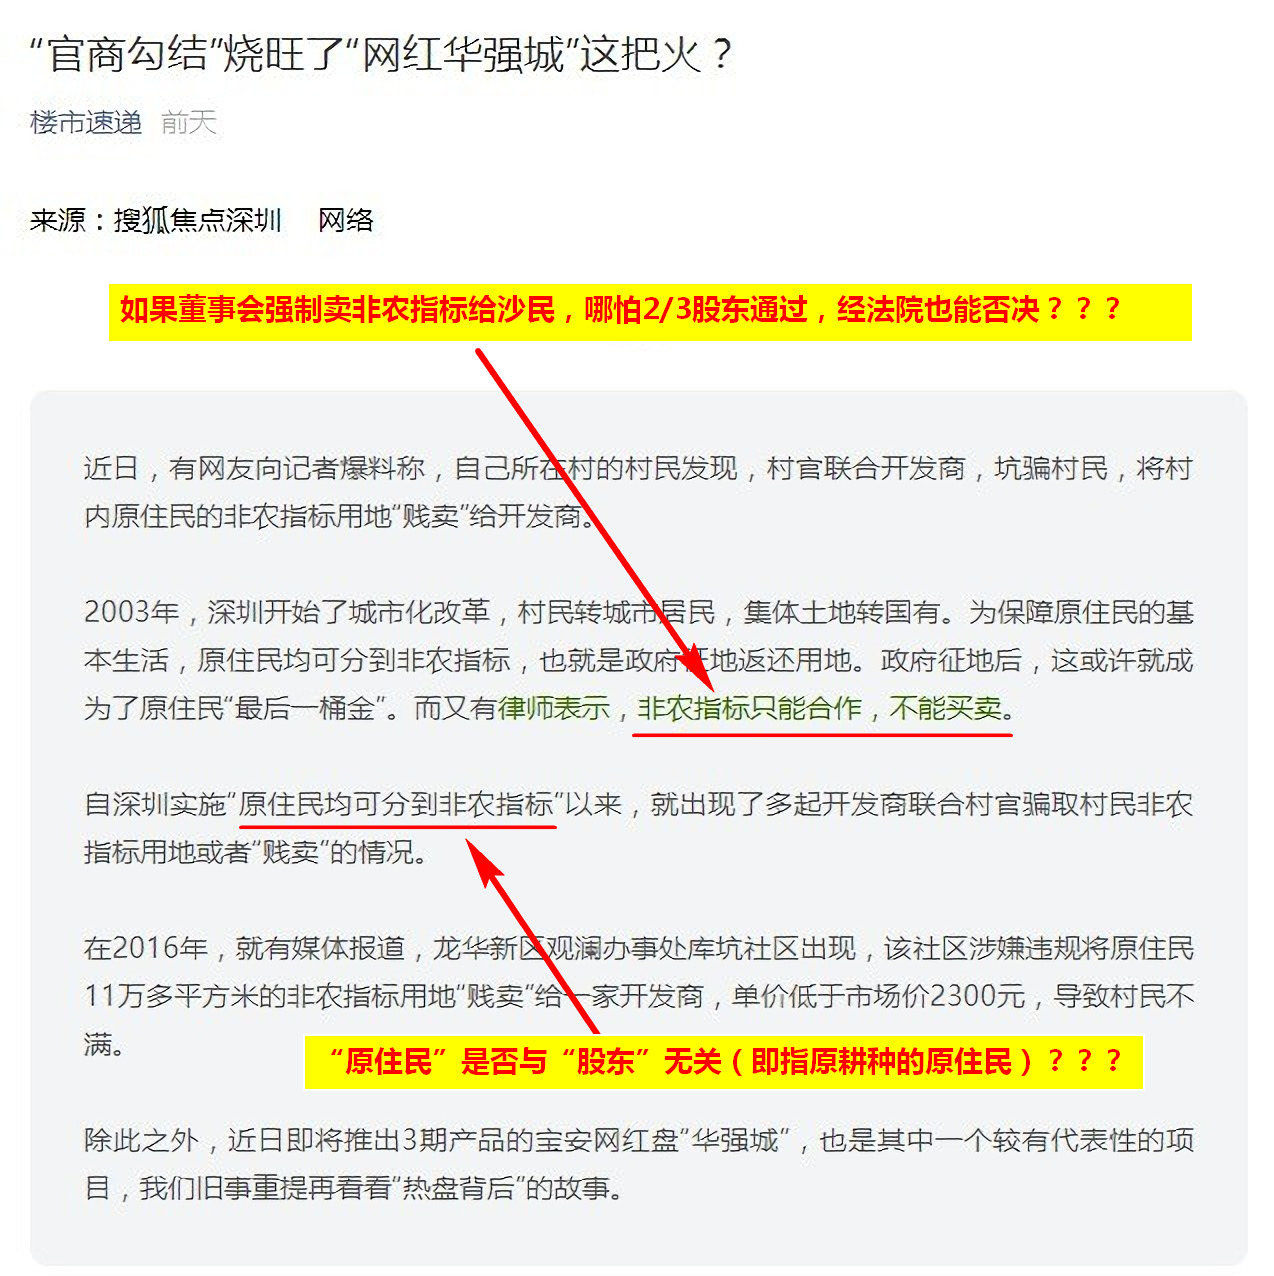 “官商勾结”烧旺了“网红华强城”这把火？
楼市速递 前天
来源：搜狐焦点深圳 网络
如果董事会强制卖非农指标给沙民，哪怕2/3股东通过，经法院也能否决？？？
近日，有网友向记者爆料称，自己所在村的村民发现，村官联合开发商，坑骗村民，将村
内原住民的非农指标用地“贱卖”给开发商。
2003年，深圳开始了城市化改革，村民转城市居民，集体土地转国有。为保障原住民的基
本生活，原住民均可分到非农指标，也就是政府征地返还用地。政府征地后，这或许就成
为了原住民“最后一桶金”。而又有律师表示，非农指标只能合作，不能买卖。
自深圳实施“原住民均可分到非农指标”以来，就出现了多起开发商联合村官骗取村民非农
指标用地或者“贱卖”的情况。
在2016年，就有媒体报道，龙华新区观澜办事处库坑社区出现，该社区涉嫌违规将原住民
11万多平方米的非农指标用地“贱卖”给一家开发商，单价低于市场价2300元，导致村民不
满。
“原住民”是否与“股东”无关（即指原耕种的原住民）？？？
除此之外，近日即将推出3期产品的宝安网红盘“华强城”，也是其中一个较有代表性的项
目，我们旧事重提再看看“热盘背后”的故事。